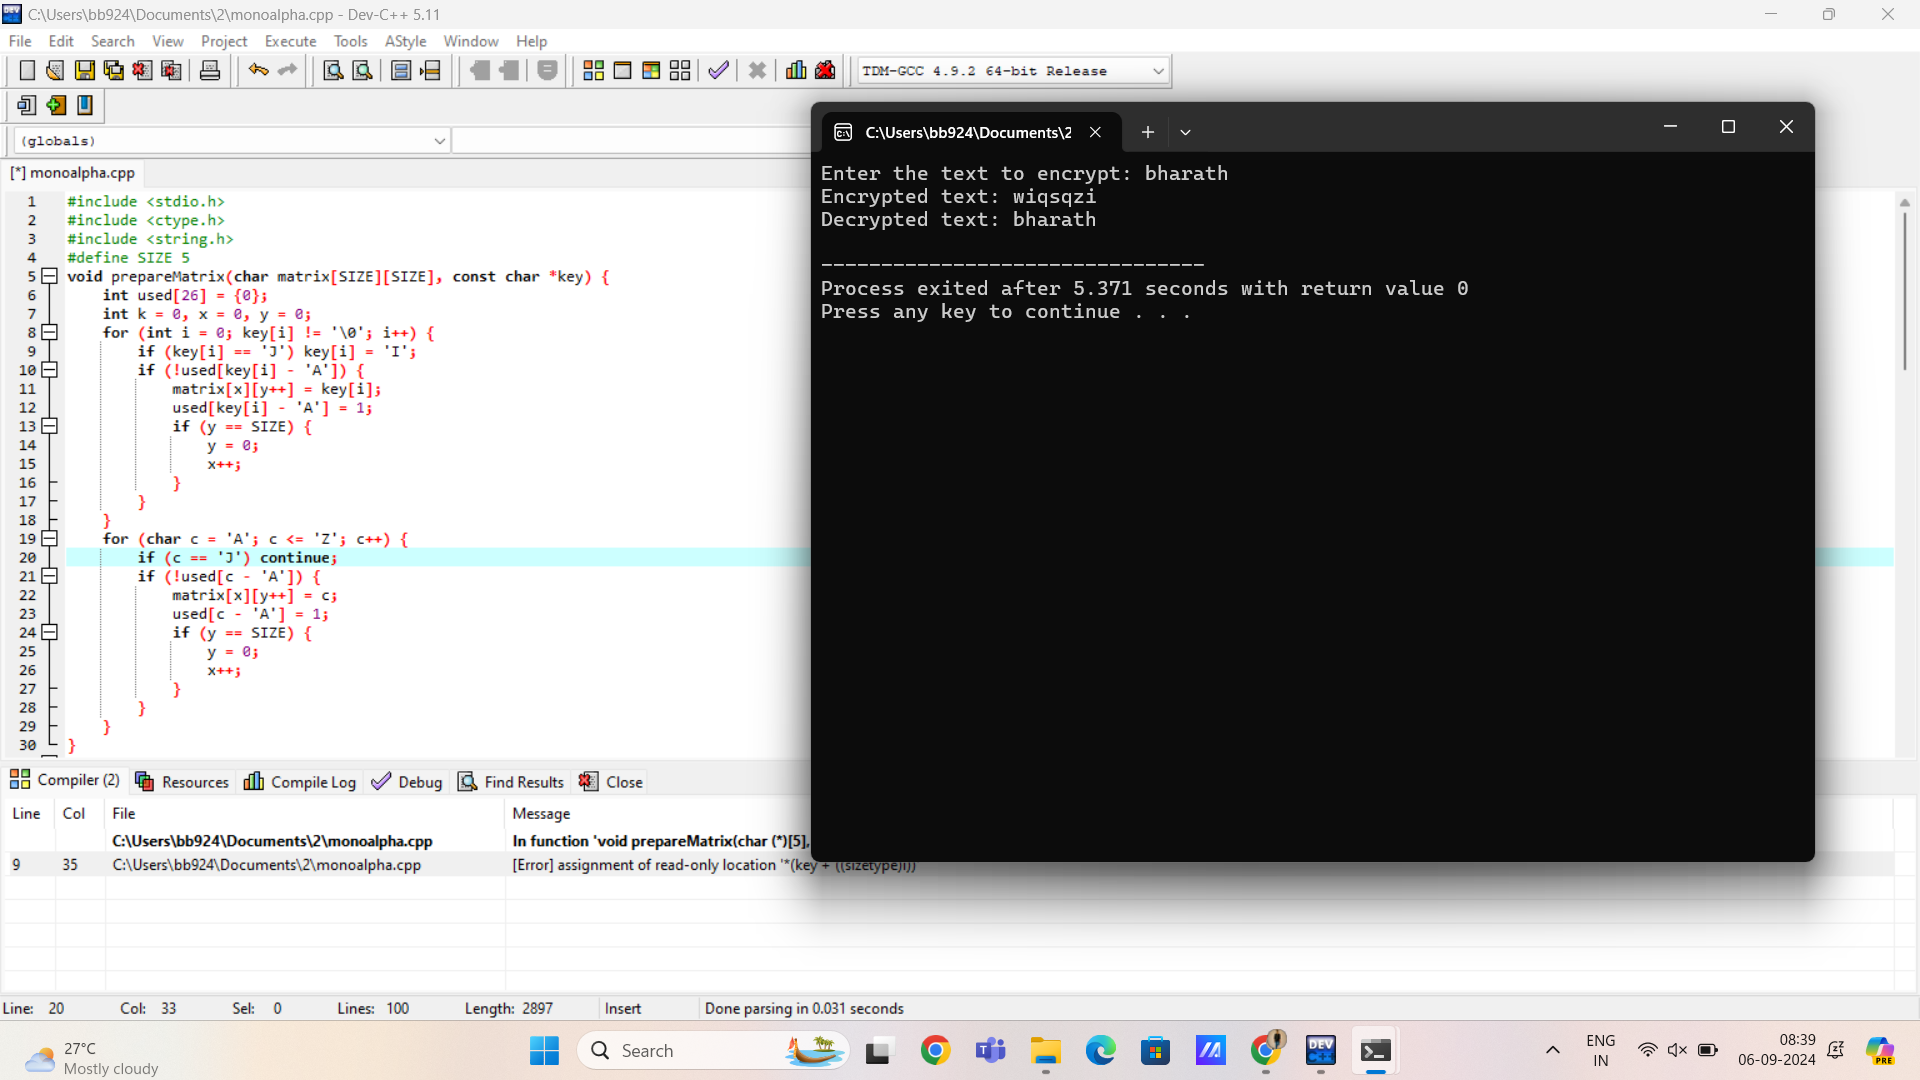 C:\Users\bb924\Documents\2\monoalpha.cpp - Dev-C++ 5.11
File Edit Search View Project Execute Tools AStyle Window Help
TDM-GCC 4.9.2 64-bit Release
(globals)
[*] monoalpha.cpp
1 #include <stdio.h>
2 #include <ctype.h>
3 #include <string.h>
4 #define SIZE 5
5 void prepareMatrix(char matrix[SIZE][SIZE], const char *key) {
6 int used[26] = {0};
7 int k = 0, x = 0, y = 0;
8 for (int i = 0; key[i] != '\0'; i++) {
9 if (key[i] == 'J') key[i] = 'I';
10 if (!used[key[i] - 'A']) {
11 matrix[x][y++] = key[i];
12 used[key[i] - 'A'] = 1;
13 if (y == SIZE) {
14 y = 0;
15 x++;
16 }
17 }
18 }
19 for (char c = 'A'; c <= 'Z'; c++) {
20 if (c == 'J') continue;
21 if (!used[c - 'A']) {
22 matrix[x][y++] = c;
23 used[c - 'A'] = 1;
24 if (y == SIZE) {
25 y = 0;
26 x++;
27 }
28 }
29 }
30 }
C:\Users\bb924\Documents\2
Enter the text to encrypt: bharath
Encrypted text: wiqsqzi
Decrypted text: bharath
--------------------------------
Process exited after 5.371 seconds with return value 0
Press any key to continue . . .
Compiler (2) Resources Compile Log Debug Find Results Close
Line Col File Message
C:\Users\bb924\Documents\2\monoalpha.cpp In function 'void prepareMatrix(char (*)[5],
9 35 C:\Users\bb924\Documents\2\monoalpha.cpp [Error] assignment of read-only location '*(key + ((sizetype)i))'
Line: 20 Col: 33 Sel: 0 Lines: 100 Length: 2897 Insert Done parsing in 0.031 seconds
27°C
Mostly cloudy
Search
DEV
PRE
ENG
IN
08:39
06-09-2024